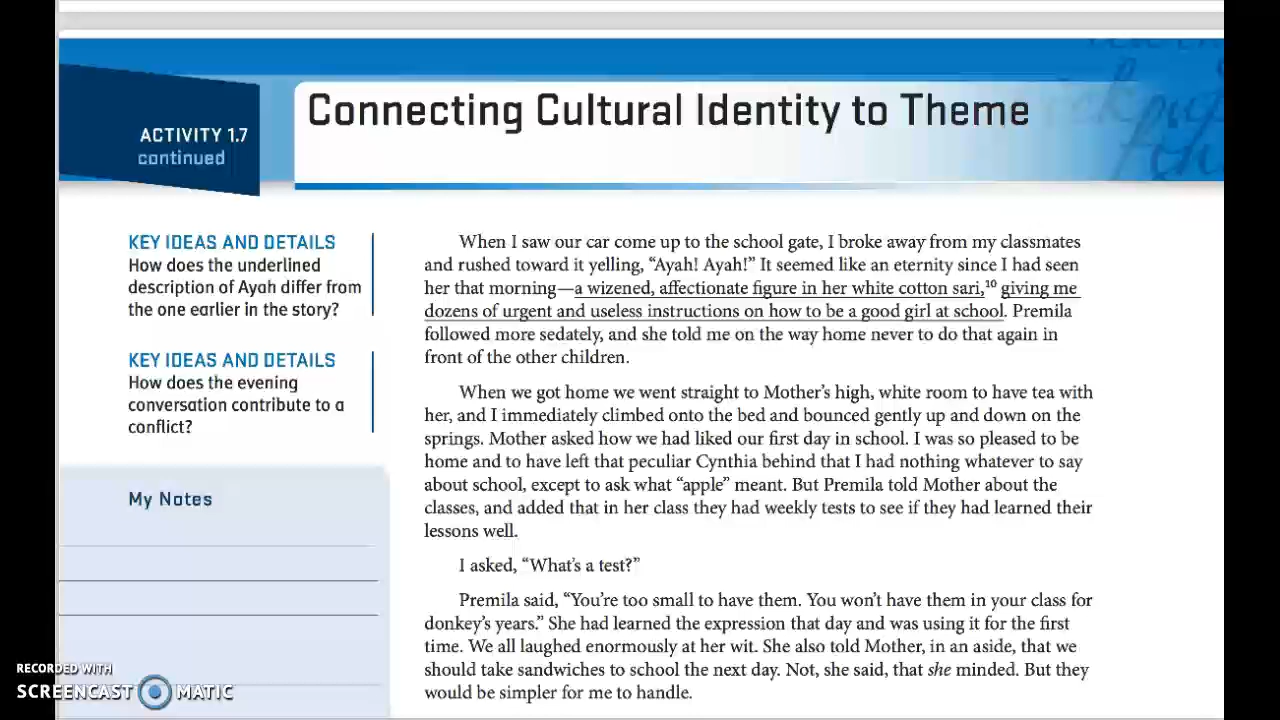 Connecting Cultural Identity to Theme
ACTIVITY 1.7
continued
KEY IDEAS AND DETAILS
How does the underlined
description of Ayah differ from
the one earlier in the story?
KEY IDEAS AND DETAILS
How does the evening
conversation contribute to a
conflict?
My Notes
When I saw our car come up to the school gate, I broke away from my classmates
and rushed toward it yelling, “Ayah! Ayah!” It seemed like an eternity since I had seen
her that morning—a wizened, affectionate figure in her white cotton sari,¹⁰ giving me
dozens of urgent and useless instructions on how to be a good girl at school. Premila
followed more sedately, and she told me on the way home never to do that again in
front of the other children.
When we got home we went straight to Mother’s high, white room to have tea with
her, and I immediately climbed onto the bed and bounced gently up and down on the
springs. Mother asked how we had liked our first day in school. I was so pleased to be
home and to have left that peculiar Cynthia behind that I had nothing whatever to say
about school, except to ask what “apple” meant. But Premila told Mother about the
classes, and added that in her class they had weekly tests to see if they had learned their
lessons well.
I asked, “What’s a test?”
Premila said, “You’re too small to have them. You won’t have them in your class for
donkey’s years.” She had learned the expression that day and was using it for the first
time. We all laughed enormously at her wit. She also told Mother, in an aside, that we
should take sandwiches to school the next day. Not, she said, that she minded. But they
would be simpler for me to handle.
RECORDED WITH
SCREENCAST MATIC